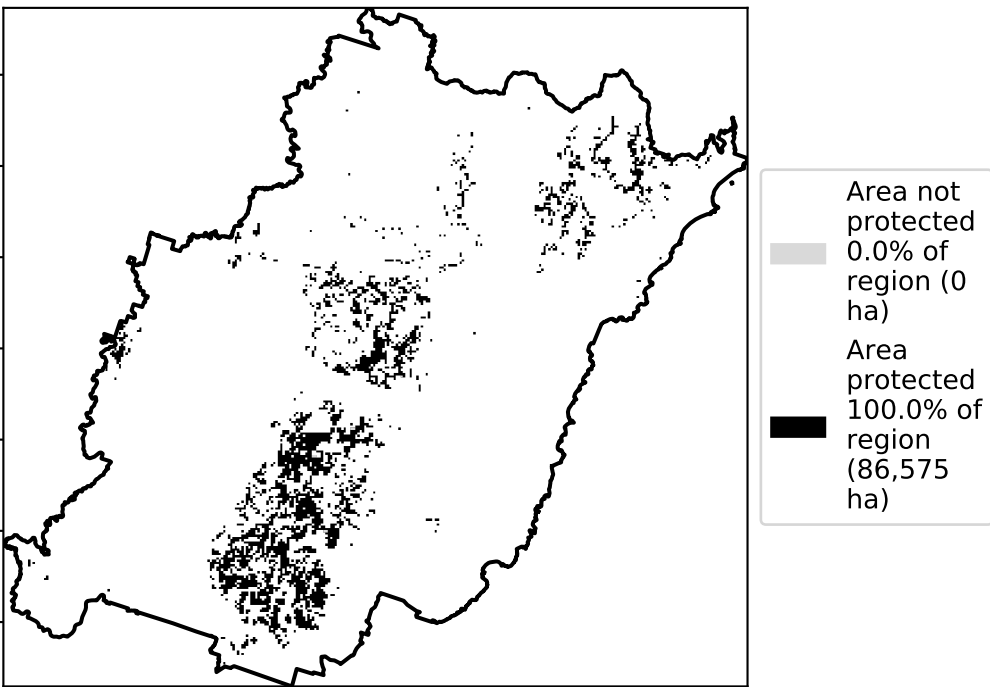 Area not
protected
0.0% of
region (0
ha)
Area
protected
100.0% of
region
(86,575
ha)